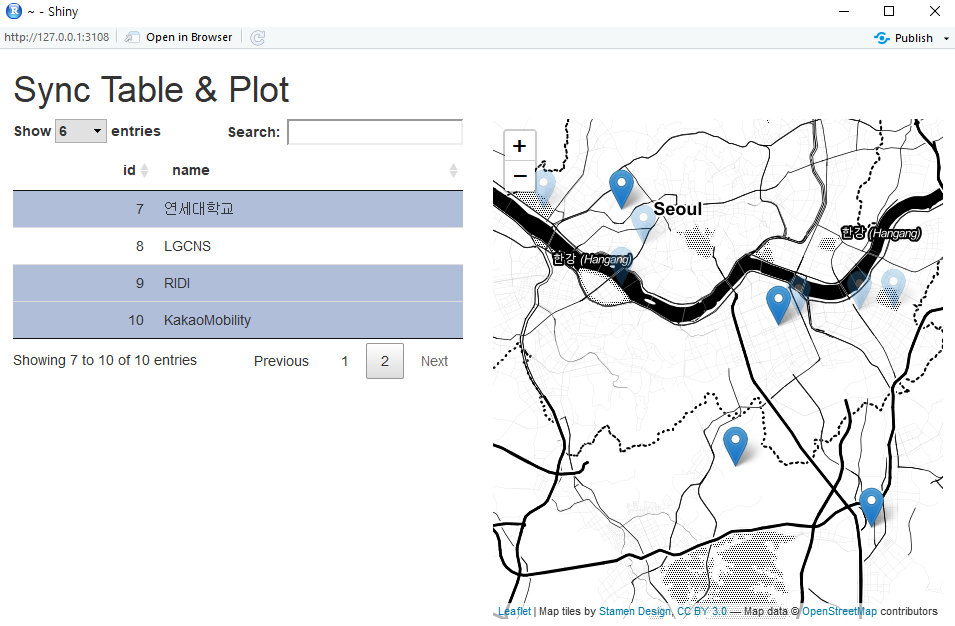 ~ - Shiny
http://127.0.0.1:3108 Open in Browser Publish
Sync Table & Plot
Show 6 entries Search:
id name
7 연세대학교
8 LGCNS
9 RIDI
10 KakaoMobility
Showing 7 to 10 of 10 entries Previous 1 2 Next
+
−
Seoul
한강 (Hangang)
한강 (Hangang)
Leaflet | Map tiles by Stamen Design, CC BY 3.0 — Map data © OpenStreetMap contributors